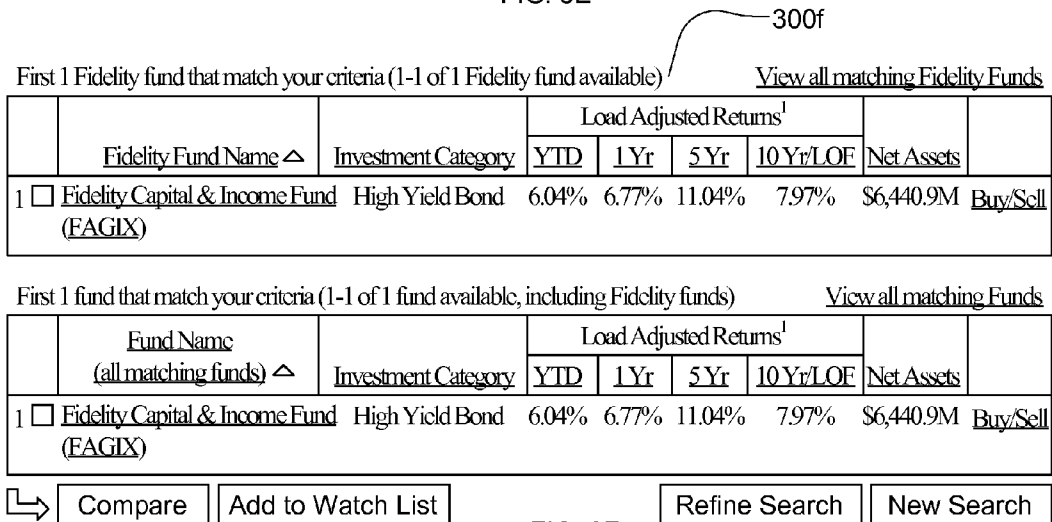 300f
First 1 Fidelity fund that match your criteria (1-1 of 1 Fidelity fund available) View all matching Fidelity Funds
Load Adjusted Returns¹
Fidelity Fund Name △ Investment Category YTD 1 Yr 5 Yr 10 Yr/LOF Net Assets
1 Fidelity Capital & Income Fund High Yield Bond 6.04% 6.77% 11.04% 7.97% $6,440.9M Buy/Sell
(FAGIX)
First 1 fund that match your criteria (1-1 of 1 fund available, including Fidelity funds) View all matching Funds
Fund Name Load Adjusted Returns¹
(all matching funds) △ Investment Category YTD 1 Yr 5 Yr 10 Yr/LOF Net Assets
1 Fidelity Capital & Income Fund High Yield Bond 6.04% 6.77% 11.04% 7.97% $6,440.9M Buy/Sell
(FAGIX)
Compare Add to Watch List Refine Search New Search